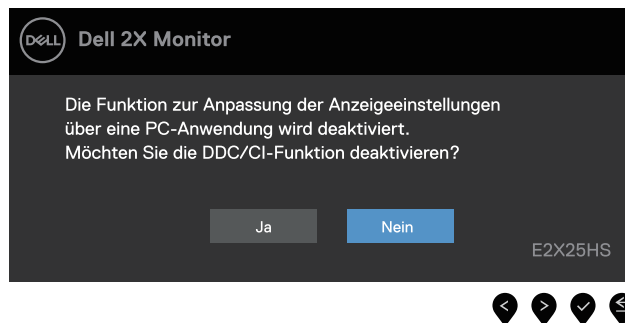 DELL Dell 2X Monitor
Die Funktion zur Anpassung der Anzeigeeinstellungen
über eine PC-Anwendung wird deaktiviert.
Möchten Sie die DDC/CI-Funktion deaktivieren?
Ja Nein
E2X25HS